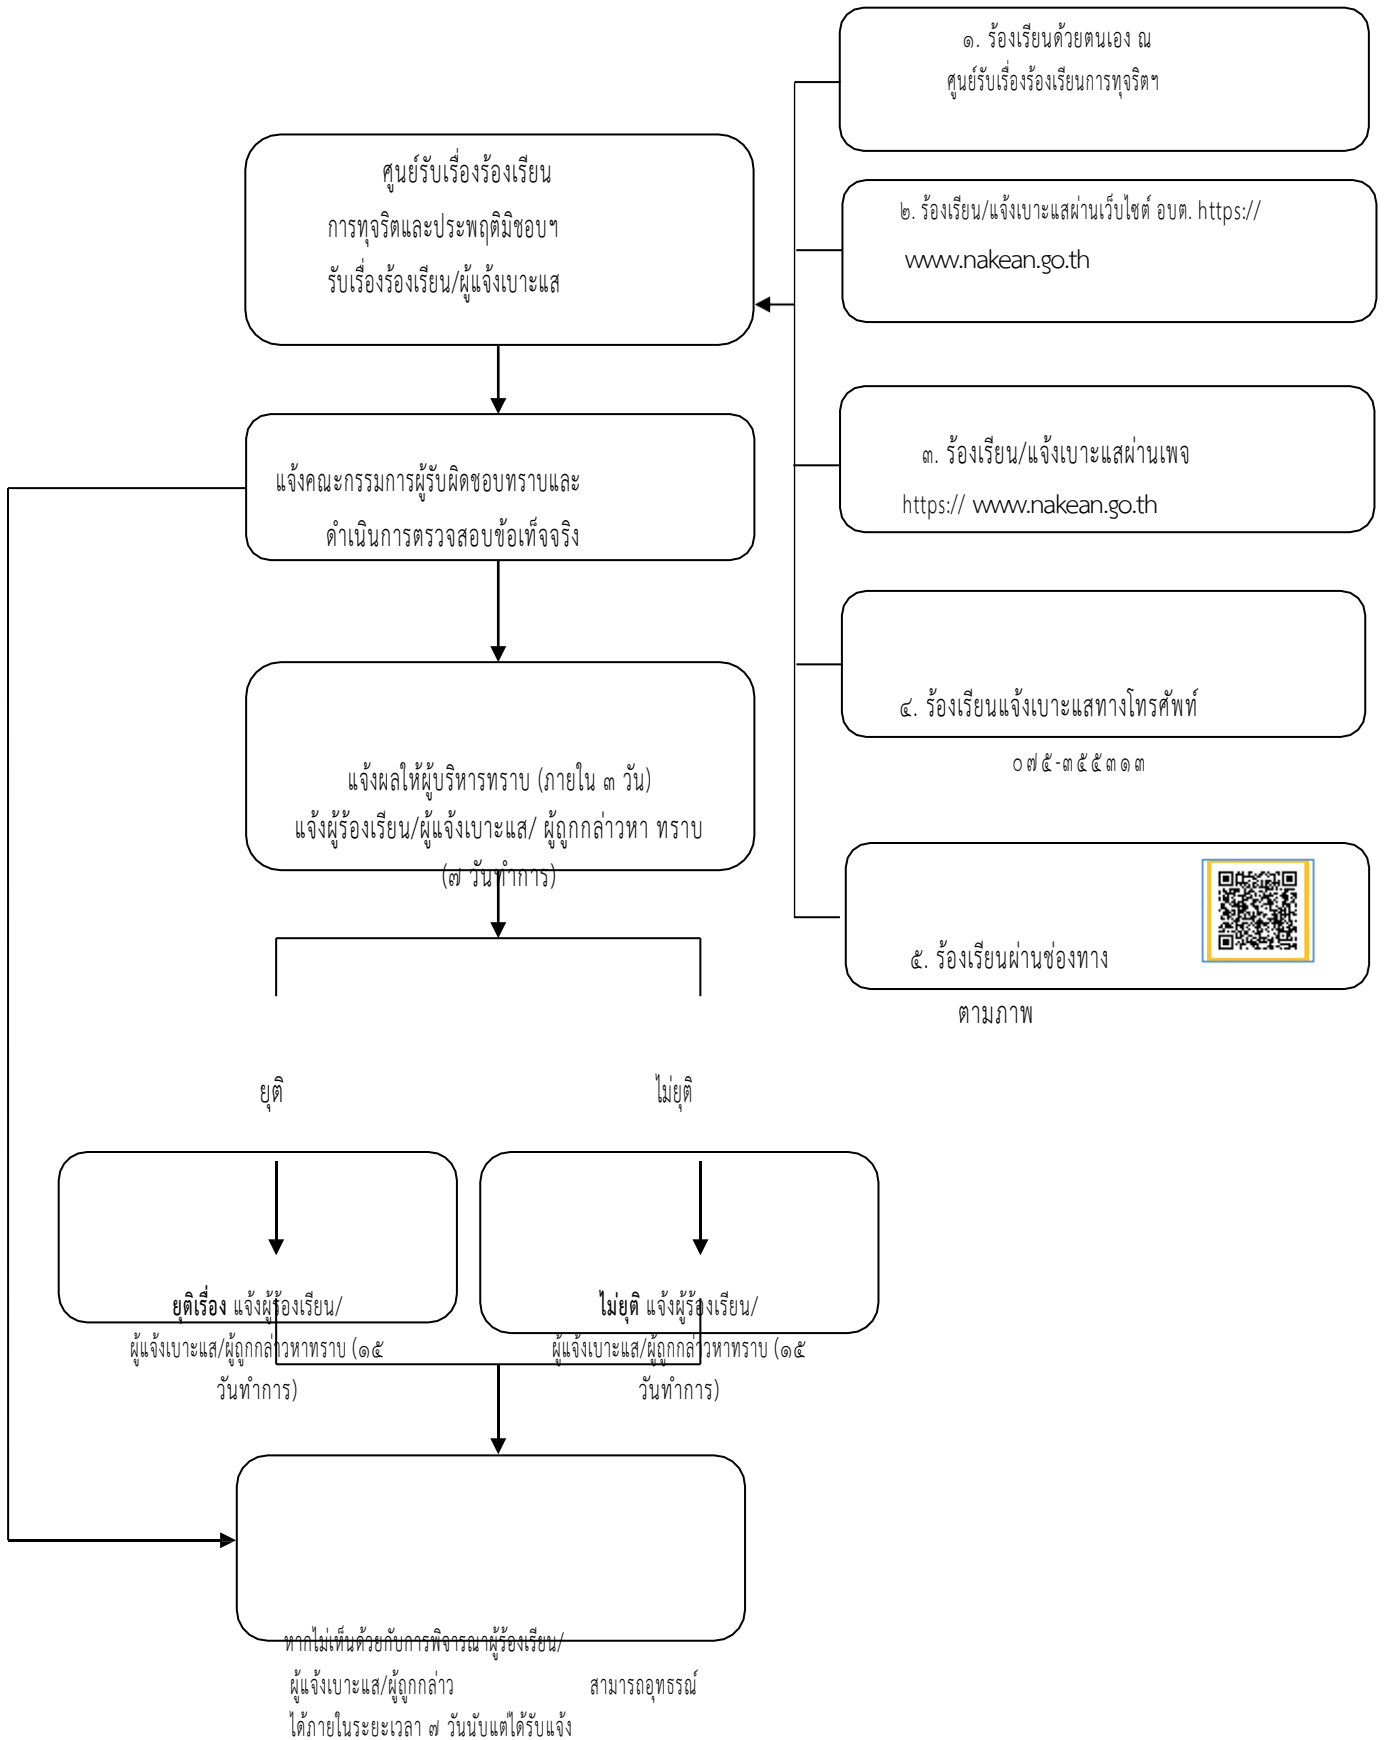 ๑. ร้องเรียนด้วยตนเอง ณ
ศูนย์รับเรื่องร้องเรียนการทุจริตฯ
ศูนย์รับเรื่องร้องเรียน
การทุจริตและประพฤติมิชอบฯ
รับเรื่องร้องเรียน/ผู้แจ้งเบาะแส
๒. ร้องเรียน/แจ้งเบาะแสผ่านเว็บไซต์ อบต. https://
www.nakean.go.th
๓. ร้องเรียน/แจ้งเบาะแสผ่านเพจ
https:// www.nakean.go.th
แจ้งคณะกรรมการผู้รับผิดชอบทราบและ
ดำเนินการตรวจสอบข้อเท็จจริง
๔. ร้องเรียนแจ้งเบาะแสทางโทรศัพท์
๐๗๕-๓๕๕๓๑๓
แจ้งผลให้ผู้บริหารทราบ (ภายใน ๓ วัน)
แจ้งผู้ร้องเรียน/ผู้แจ้งเบาะแส/ ผู้ถูกกล่าวหา ทราบ
(๗ วันทำการ)
๕. ร้องเรียนผ่านช่องทาง
ตามภาพ
ยุติ
ไม่ยุติ
ยุติเรื่อง แจ้งผู้ร้องเรียน/
ผู้แจ้งเบาะแส/ผู้ถูกกล่าวหาทราบ (๑๕
วันทำการ)
ไม่ยุติ แจ้งผู้ร้องเรียน/
ผู้แจ้งเบาะแส/ผู้ถูกกล่าวหาทราบ (๑๕
วันทำการ)
หากไม่เห็นด้วยกับการพิจารณาผู้ร้องเรียน/
ผู้แจ้งเบาะแส/ผู้ถูกกล่าว สามารถอุทธรณ์
ได้ภายในระยะเวลา ๗ วันนับแต่ได้รับแจ้ง